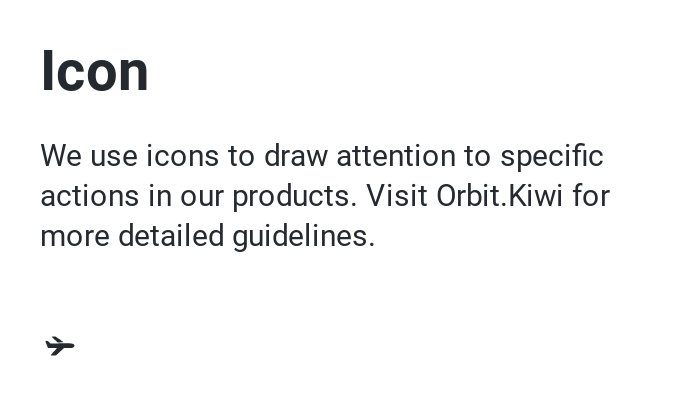 Icon
We use icons to draw attention to specific
actions in our products. Visit Orbit.Kiwi for
more detailed guidelines.